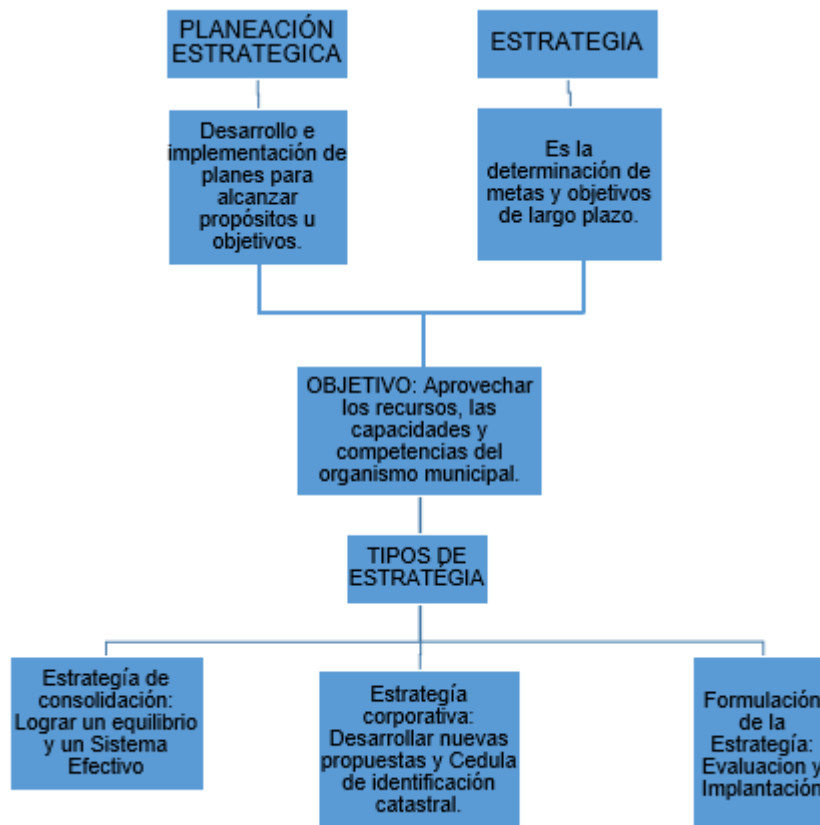 PLANEACIÓN
ESTRATEGICA
ESTRATEGIA
Desarrollo e
implementación de
planes para
alcanzar
propósitos u
objetivos.
Es la
determinación de
metas y objetivos
de largo plazo.
OBJETIVO: Aprovechar
los recursos, las
capacidades y
competencias del
organismo municipal.
TIPOS DE
ESTRATÉGIA
Estrategía de
consolidación:
Lograr un equilibrio
y un Sistema
Efectivo
Estrategía
corporativa:
Desarrollar nuevas
propuestas y Cedula
de identificación
catastral.
Formulación
de la
Estrategía:
Evaluacion y
Implantación